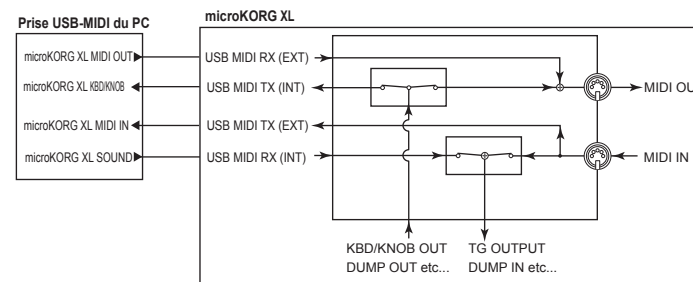 Prise USB-MIDI du PC
microKORG XL
microKORG XL MIDI OUT
USB MIDI RX (EXT)
microKORG XL KBD/KNOB
USB MIDI TX (INT)
MIDI OU
microKORG XL MIDI IN
USB MIDI TX (EXT)
microKORG XL SOUND
USB MIDI RX (INT)
MIDI IN
KBD/KNOB OUT
DUMP OUT etc...
TG OUTPUT
DUMP IN etc...